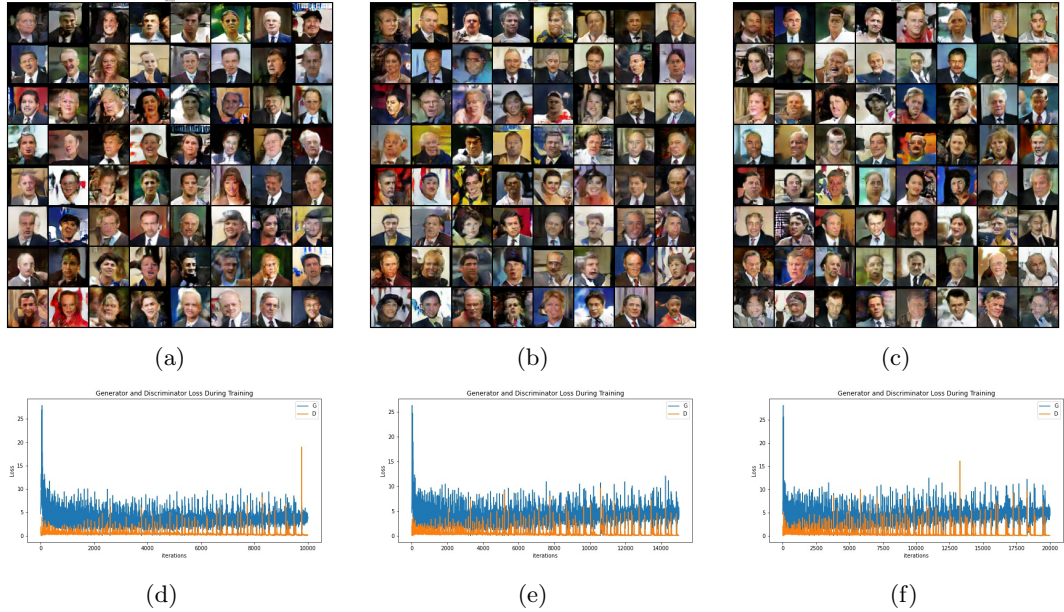 (a)
(b)
(c)
Generator and Discriminator Loss During Training
G
D
Loss
25
20
15
10
5
0
0
2000
4000
6000
8000
10000
iterations
(d)
Generator and Discriminator Loss During Training
G
D
Loss
25
20
15
10
5
0
0
2000
4000
6000
8000
10000
12000
14000
iterations
(e)
Generator and Discriminator Loss During Training
G
D
Loss
25
20
15
10
5
0
0
2500
5000
7500
10000
12500
15000
17500
20000
iterations
(f)